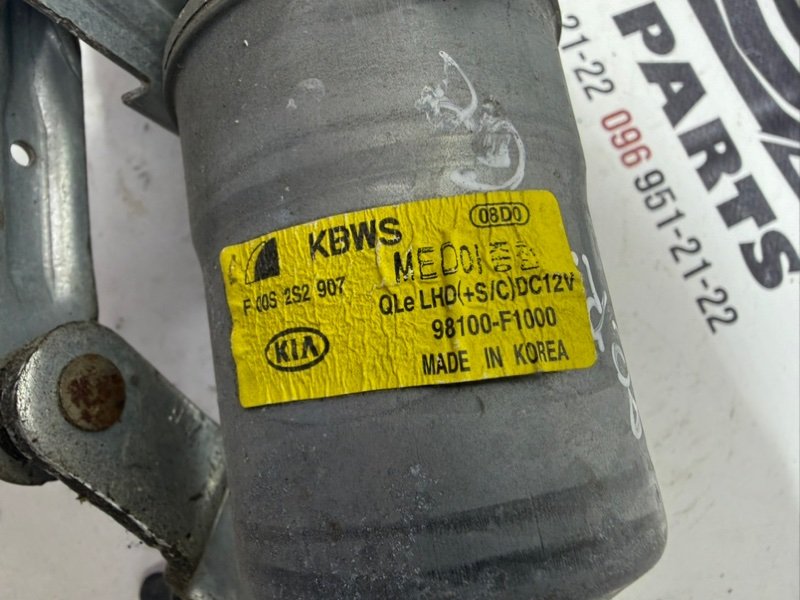 KBWS
08D0
F 00S 2S2 907
QLe LHD(+S/C)DC12V
KIA
98100-F1000
MADE IN KOREA
PARTS
21-22
096 951-21-22